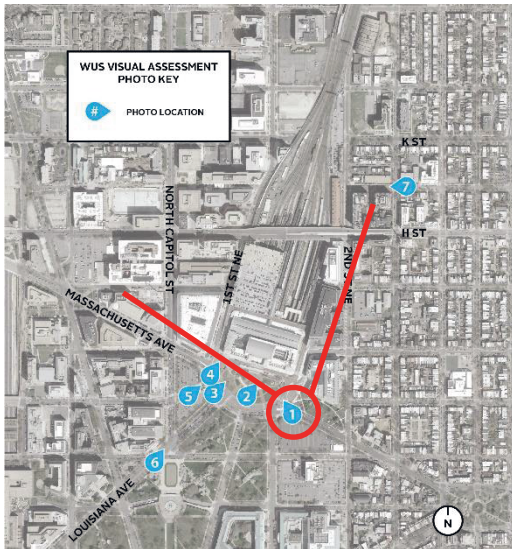 WUS VISUAL ASSESSMENT
PHOTO KEY
#
PHOTO LOCATION
K ST
7
NORTH CAPITOL ST
H ST
1ST ST NE
2ND ST NE
MASSACHUSETTS AVE
4
5
3
2
1
6
LOUISIANA AVE
N